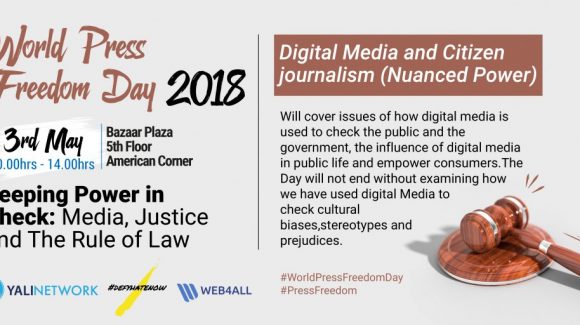 World Press
Freedom Day 2018
3rd May
0.00hrs - 14.00hrs
Bazaar Plaza
5th Floor
American Corner
eeping Power in
heck: Media, Justice
nd The Rule of Law
YALINETWORK
#DEFYHATENOW
WEB4ALL
Digital Media and Citizen
journalism (Nuanced Power)
Will cover issues of how digital media is
used to check the public and the
government, the influence of digital media
in public life and empower consumers.The
Day will not end without examining how
we have used digital Media to
check cultural
biases,stereotypes and
prejudices.
#WorldPressFreedomDay
#PressFreedom